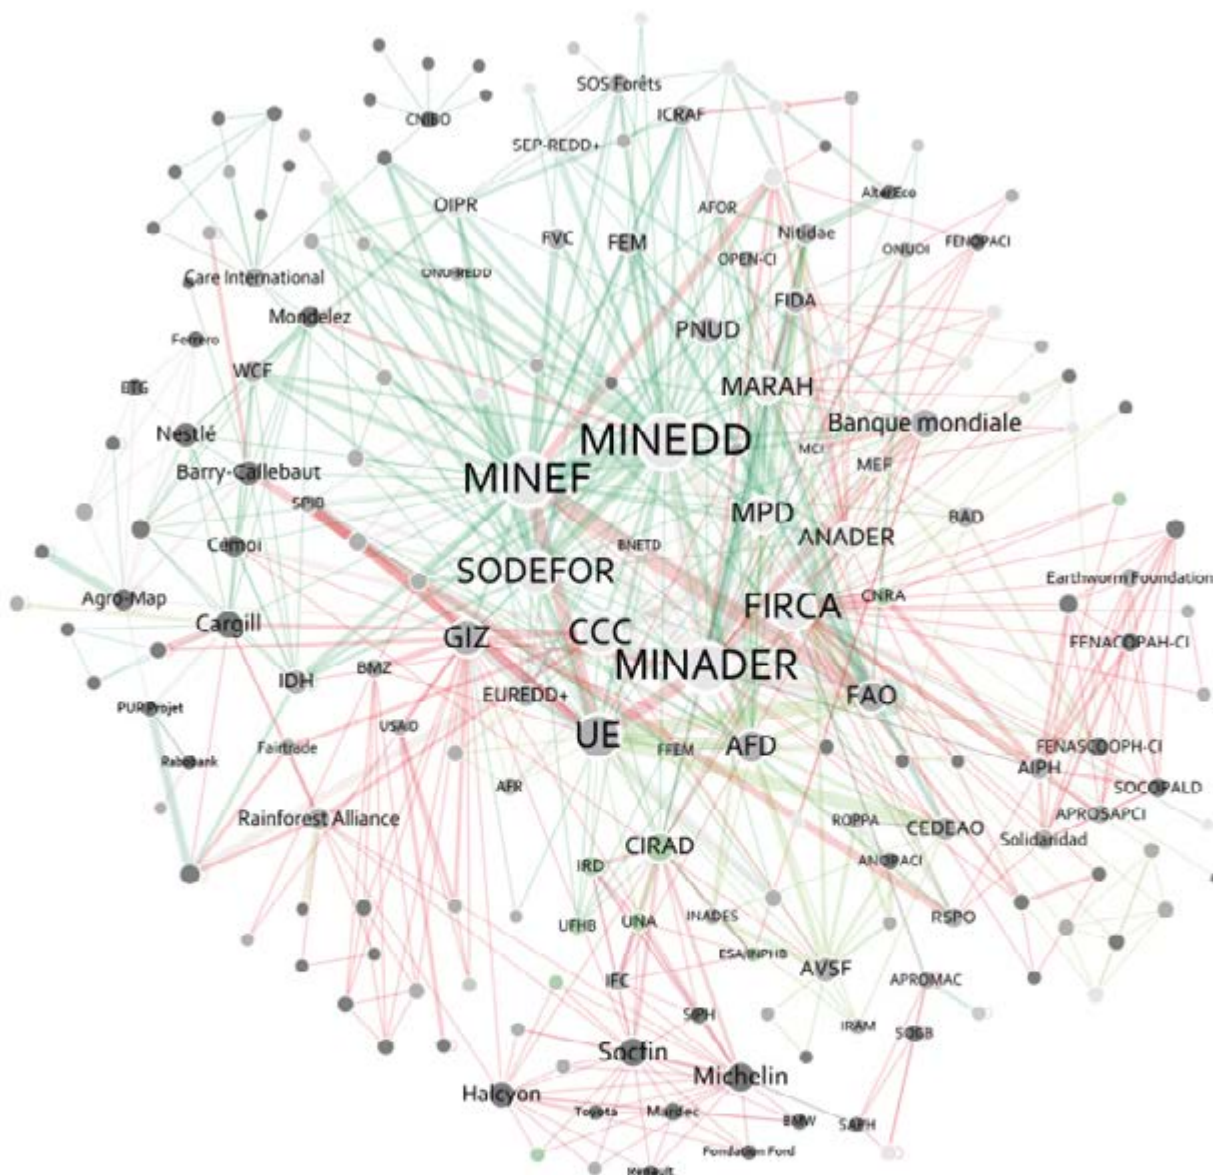 SOS Forêts
ICRAF
CNIBO
SEP-REDD+
AlterEco
OIPR
AFOR
Nitidae
FVC
FEM
FENOPACI
ONUDI
OPEN-CI
ONU-REDD
Care International
FIDA
Mondelez
PNUD
Ferrero
WCF
MARAH
ETG
Banque mondiale
Nestlé
MINEDD
MCI
MEF
Barry-Callebaut
MINEF
SPIB
MPD
BAD
ANADER
Cemoi
BNETD
SODEFOR
Earthworm Foundation
Agro-Map
CNRA
FIRCA
Cargill
GIZ
CCC
FENACOPAH-CI
MINADER
BMZ
IDH
EUREDD+
FAO
PUR Projet
USAID
UE
Fairtrade
FFEM
AFD
FENASCOOPH-CI
Rabobank
AIPH
AFR
SOCOPALD
Rainforest Alliance
ROPPA
CEDEAO
APROSAPCI
Solidaridad
CIRAD
IRD
ANOPACI
UFHB
UNA
INADES
RSPO
ESA/INPHB
AVSF
IFC
APROMAC
SIPH
IRAM
SOGB
Socfin
Michelin
Halcyon
Toyota
Mardec
BMW
SAPH
Fondation Ford
Renault